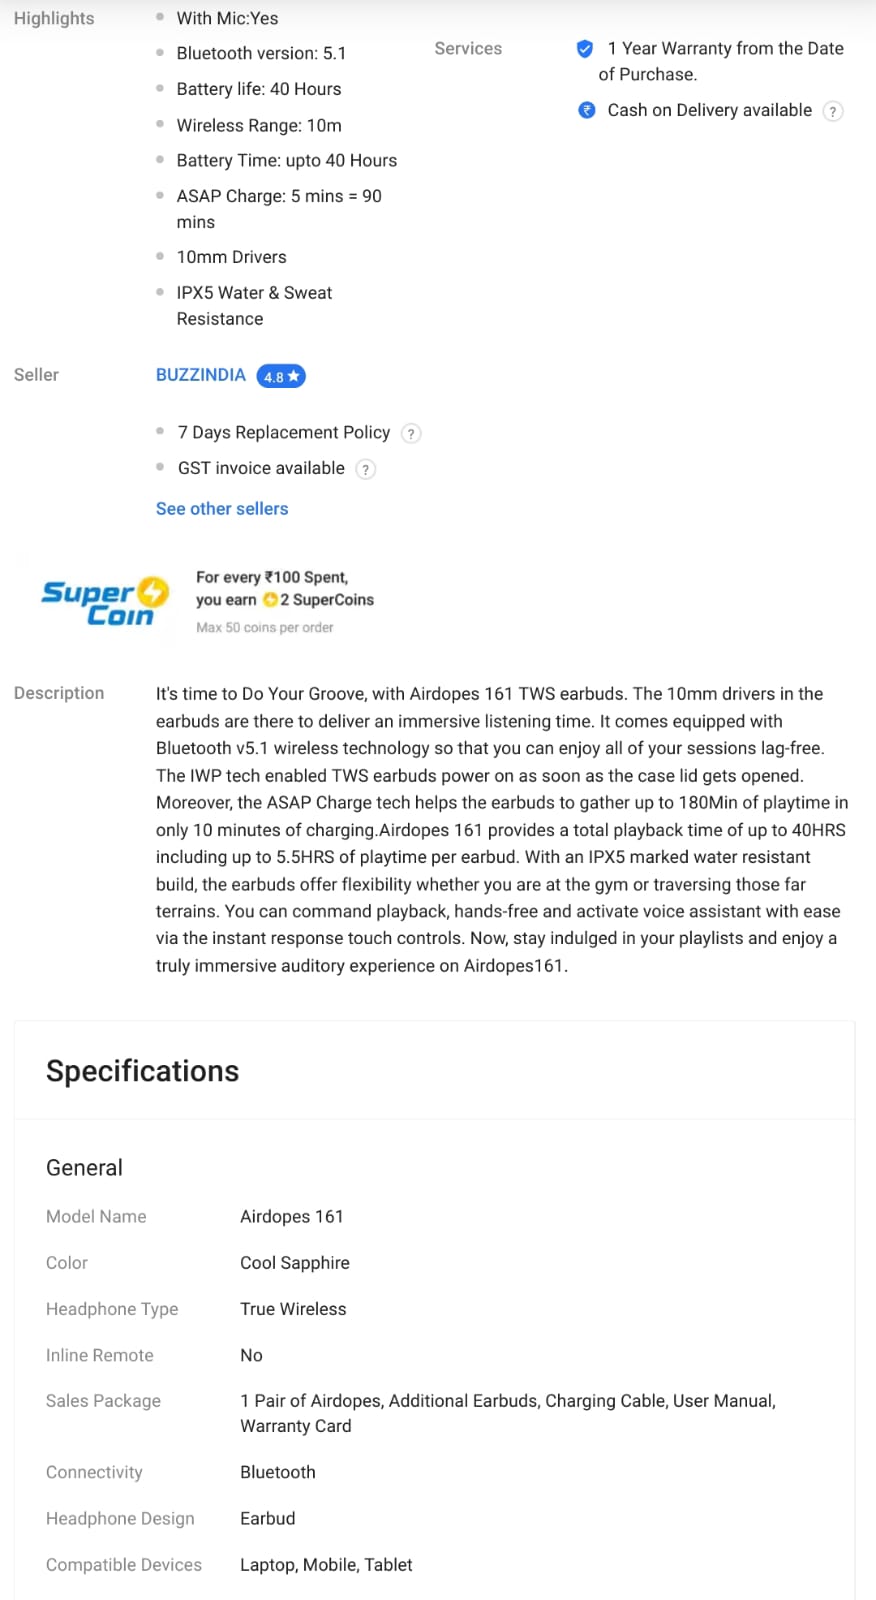 Highlights
With Mic:Yes
Bluetooth version: 5.1
Battery life: 40 Hours
Wireless Range: 10m
Battery Time: upto 40 Hours
ASAP Charge: 5 mins = 90
mins
10mm Drivers
IPX5 Water & Sweat
Resistance
Services
1 Year Warranty from the Date
of Purchase.
₹ Cash on Delivery available ?
Seller
BUZZINDIA 4.8★
7 Days Replacement Policy ?
GST invoice available ?
See other sellers
Super
Coin
For every ₹100 Spent,
you earn 2 SuperCoins
Max 50 coins per order
Description
It's time to Do Your Groove, with Airdopes 161 TWS earbuds. The 10mm drivers in the
earbuds are there to deliver an immersive listening time. It comes equipped with
Bluetooth v5.1 wireless technology so that you can enjoy all of your sessions lag-free.
The IWP tech enabled TWS earbuds power on as soon as the case lid gets opened.
Moreover, the ASAP Charge tech helps the earbuds to gather up to 180Min of playtime in
only 10 minutes of charging.Airdopes 161 provides a total playback time of up to 40HRS
including up to 5.5HRS of playtime per earbud. With an IPX5 marked water resistant
build, the earbuds offer flexibility whether you are at the gym or traversing those far
terrains. You can command playback, hands-free and activate voice assistant with ease
via the instant response touch controls. Now, stay indulged in your playlists and enjoy a
truly immersive auditory experience on Airdopes161.
Specifications
General
Model Name Airdopes 161
Color Cool Sapphire
Headphone Type True Wireless
Inline Remote No
Sales Package 1 Pair of Airdopes, Additional Earbuds, Charging Cable, User Manual,
Warranty Card
Connectivity Bluetooth
Headphone Design Earbud
Compatible Devices Laptop, Mobile, Tablet